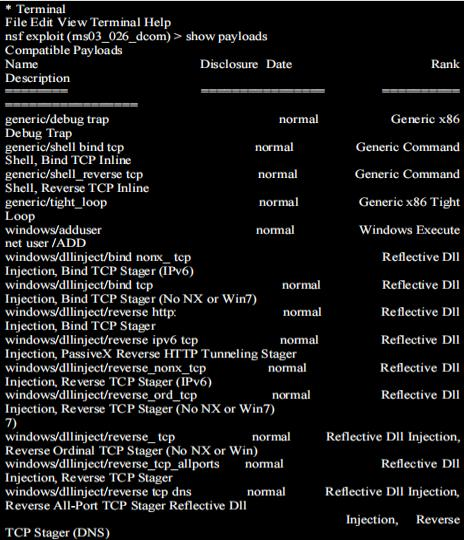 * Terminal
File Edit View Terminal Help
nsf exploit (ms03_026_dcom) > show payloads
Compatible Payloads
Name Disclosure Date Rank
Description
======== ================ ==========
=================
generic/debug trap normal Generic x86
Debug Trap
generic/shell bind tcp normal Generic Command
Shell, Bind TCP Inline
generic/shell_reverse tcp normal Generic Command
Shell, Reverse TCP Inline
generic/tight_loop normal Generic x86 Tight
Loop
windows/adduser normal Windows Execute
net user /ADD
windows/dllinject/bind nonx_ tcp Reflective Dll
Injection, Bind TCP Stager (IPv6)
windows/dllinject/bind tcp normal Reflective Dll
Injection, Bind TCP Stager (No NX or Win7)
windows/dllinject/reverse http: normal Reflective Dll
Injection, Bind TCP Stager
windows/dllinject/reverse ipv6 tcp normal Reflective Dll
Injection, PassiveX Reverse HTTP Tunneling Stager
windows/dllinject/reverse_nonx_tcp normal Reflective Dll
Injection, Reverse TCP Stager (IPv6)
windows/dllinject/reverse_ord_tcp normal Reflective Dll
Injection, Reverse TCP Stager (No NX or Win7)
7)
windows/dllinject/reverse_ tcp normal Reflective Dll Injection,
Reverse Ordinal TCP Stager (No NX or Win)
windows/dllinject/reverse_tcp_allports normal Reflective Dll
Injection, Reverse TCP Stager
windows/dllinject/reverse tcp dns normal Reflective Dll Injection,
Reverse All-Port TCP Stager Reflective Dll
Injection, Reverse
TCP Stager (DNS)